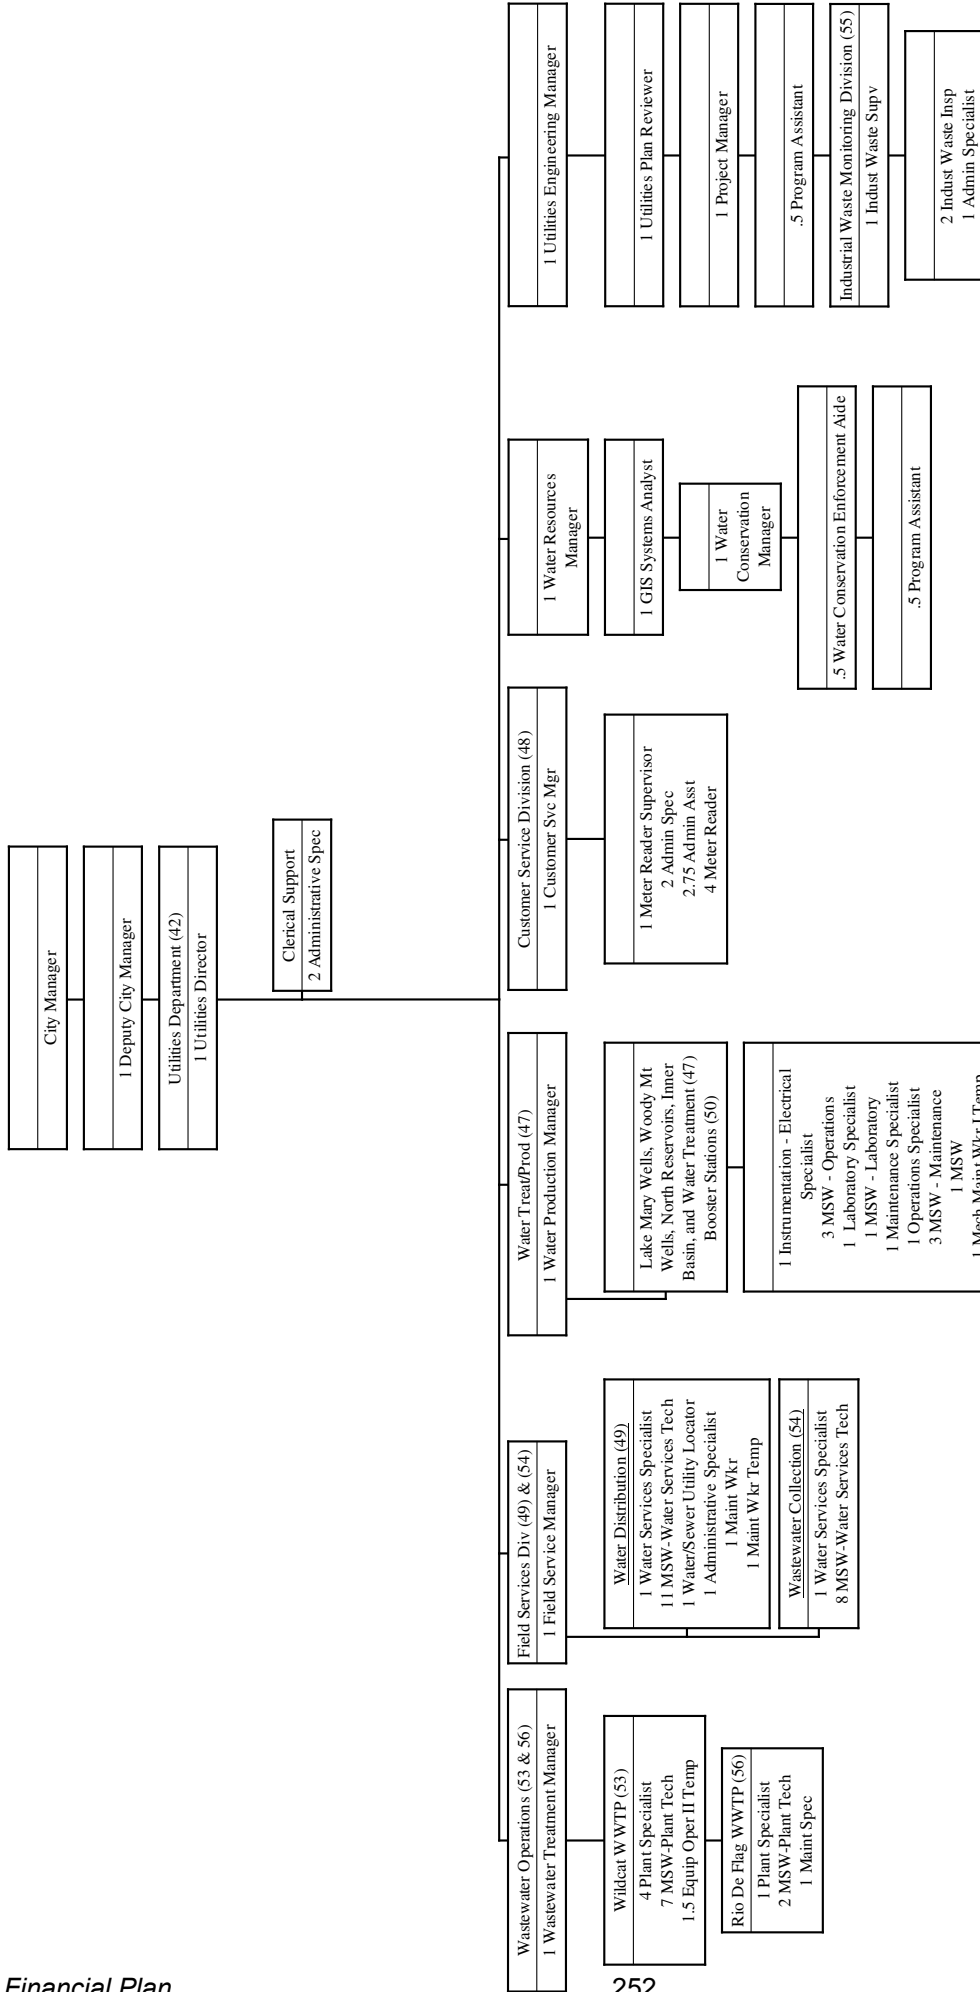 City Manager
1 Deputy City Manager
Utilities Department (42)
1 Utilities Director
Clerical Support
2 Administrative Spec
Wastewater Operations (53 & 56)
1 Wastewater Treatment Manager
Wildcat WWTP (53)
4 Plant Specialist
7 MSW-Plant Tech
1.5 Equip Oper II Temp
Rio De Flag WWTP (56)
1 Plant Specialist
2 MSW-Plant Tech
1 Maint Spec
Field Services Div (49) & (54)
1 Field Service Manager
Water Distribution (49)
1 Water Services Specialist
11 MSW-Water Services Tech
1 Water/Sewer Utility Locator
1 Administrative Specialist
1 Maint Wkr
1 Maint Wkr Temp
Wastewater Collection (54)
1 Water Services Specialist
8 MSW-Water Services Tech
Water Treat/Prod (47)
1 Water Production Manager
Lake Mary Wells, Woody Mt
Wells, North Reservoirs, Inner
Basin, and Water Treatment (47)
Booster Stations (50)
1 Instrumentation - Electrical
Specialist
3 MSW - Operations
1 Laboratory Specialist
1 MSW - Laboratory
1 Maintenance Specialist
1 Operations Specialist
3 MSW - Maintenance
1 MSW
1 Mech Maint Wkr I Temp
Customer Service Division (48)
1 Customer Svc Mgr
1 Meter Reader Supervisor
2 Admin Spec
2.75 Admin Asst
4 Meter Reader
1 Water Resources
Manager
1 GIS Systems Analyst
1 Water
Conservation
Manager
.5 Water Conservation Enforcement Aide
.5 Program Assistant
1 Utilities Engineering Manager
1 Utilities Plan Reviewer
1 Project Manager
.5 Program Assistant
Industrial Waste Monitoring Division (55)
1 Indust Waste Supv
2 Indust Waste Insp
1 Admin Specialist
Financial Plan
252